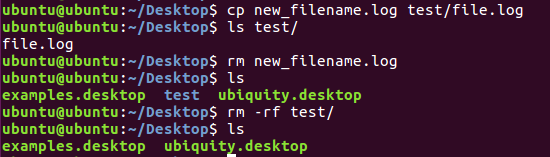 ubuntu@ubuntu:~/Desktop$ cp new_filename.log test/file.log
ubuntu@ubuntu:~/Desktop$ ls test/
file.log
ubuntu@ubuntu:~/Desktop$ rm new_filename.log
ubuntu@ubuntu:~/Desktop$ ls
examples.desktop  test  ubiquity.desktop
ubuntu@ubuntu:~/Desktop$ rm -rf test/
ubuntu@ubuntu:~/Desktop$ ls
examples.desktop  ubiquity.desktop